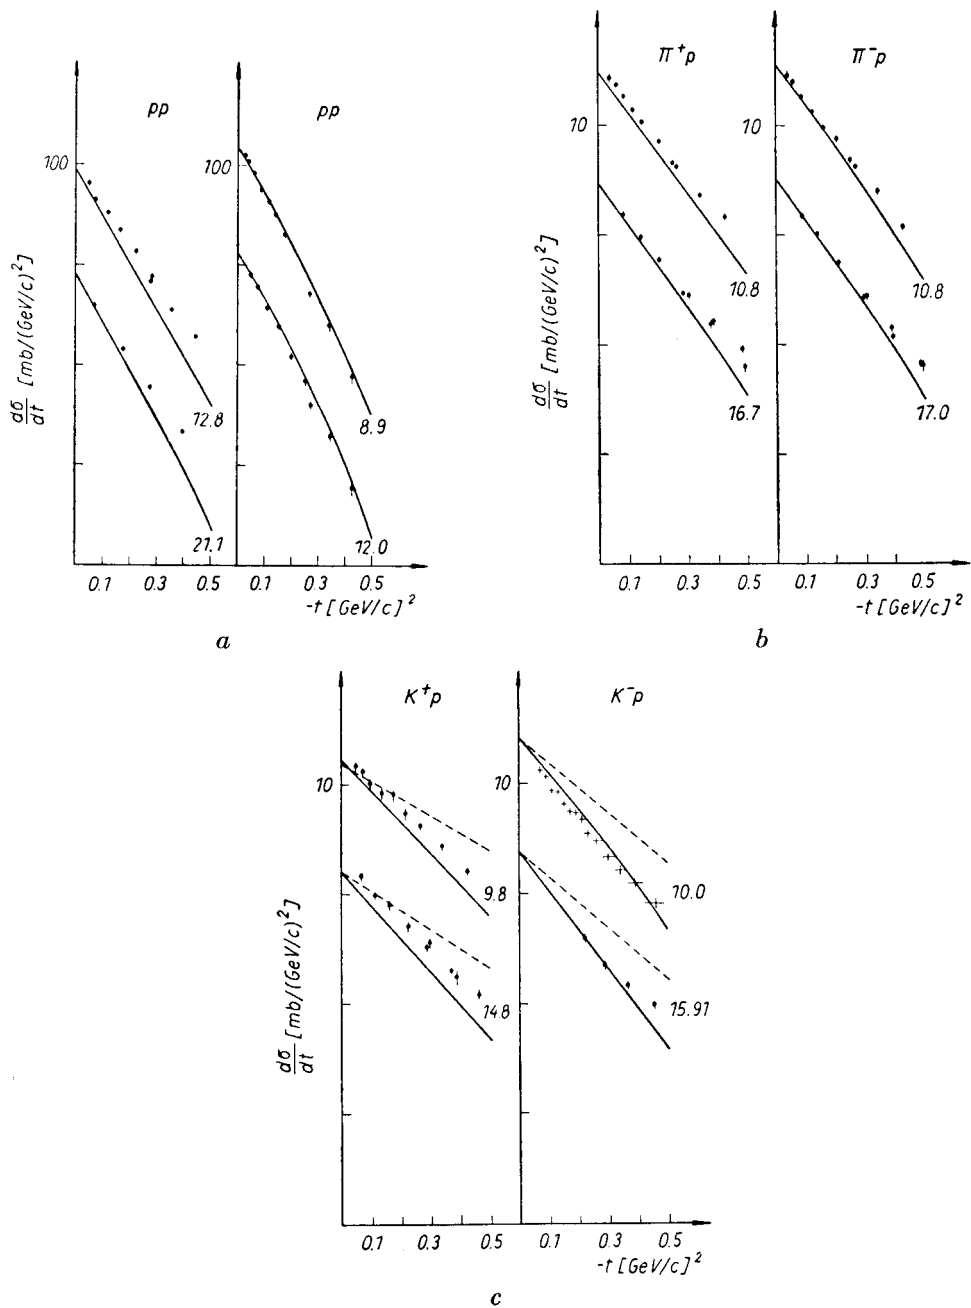 pp
pp
100
100
dσ/dt [mb/(GeV/c)²]
12.8
8.9
21.1
12.0
0.1 0.3 0.5
0.1 0.3 0.5
-t [GeV/c]²
a
π⁺p
π⁻p
10
10
dσ/dt [mb/(GeV/c)²]
10.8
10.8
16.7
17.0
0.1 0.3 0.5
0.1 0.3 0.5
-t [GeV/c]²
b
K⁺p
K⁻p
10
10
dσ/dt [mb/(GeV/c)²]
9.8
10.0
14.8
15.91
0.1 0.3 0.5
0.1 0.3 0.5
-t [GeV/c]²
c